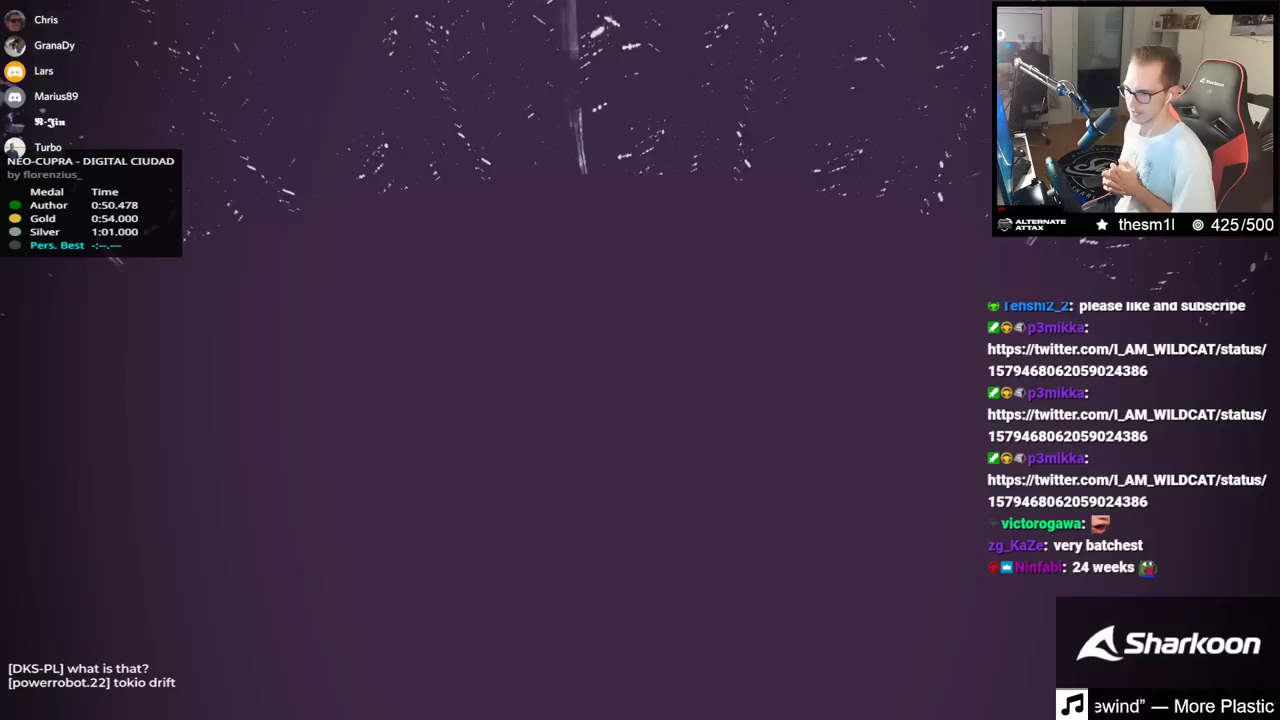 Chris
GranaDy
Lars
Marius89
𝕽-𝕵𝖎𝖓
Turbo
NEO-CUPRA - DIGITAL CIUDAD
by florenzius_
Medal Time
Author 0:50.478
Gold 0:54.000
Silver 1:01.000
Pers. Best -:--.---
Sharkoon
ALTERNATE ATTAX
thesm1l
425/500
Tenshi2_2: please like and subscribe
p3mikka:
https://twitter.com/I_AM_WILDCAT/status/
1579468062059024386
p3mikka:
https://twitter.com/I_AM_WILDCAT/status/
1579468062059024386
p3mikka:
https://twitter.com/I_AM_WILDCAT/status/
1579468062059024386
victorogawa:
zg_KaZe: very batchest
Ninfabi: 24 weeks
[DKS-PL] what is that?
[powerrobot.22] tokio drift
Sharkoon
ewind” — More Plastic